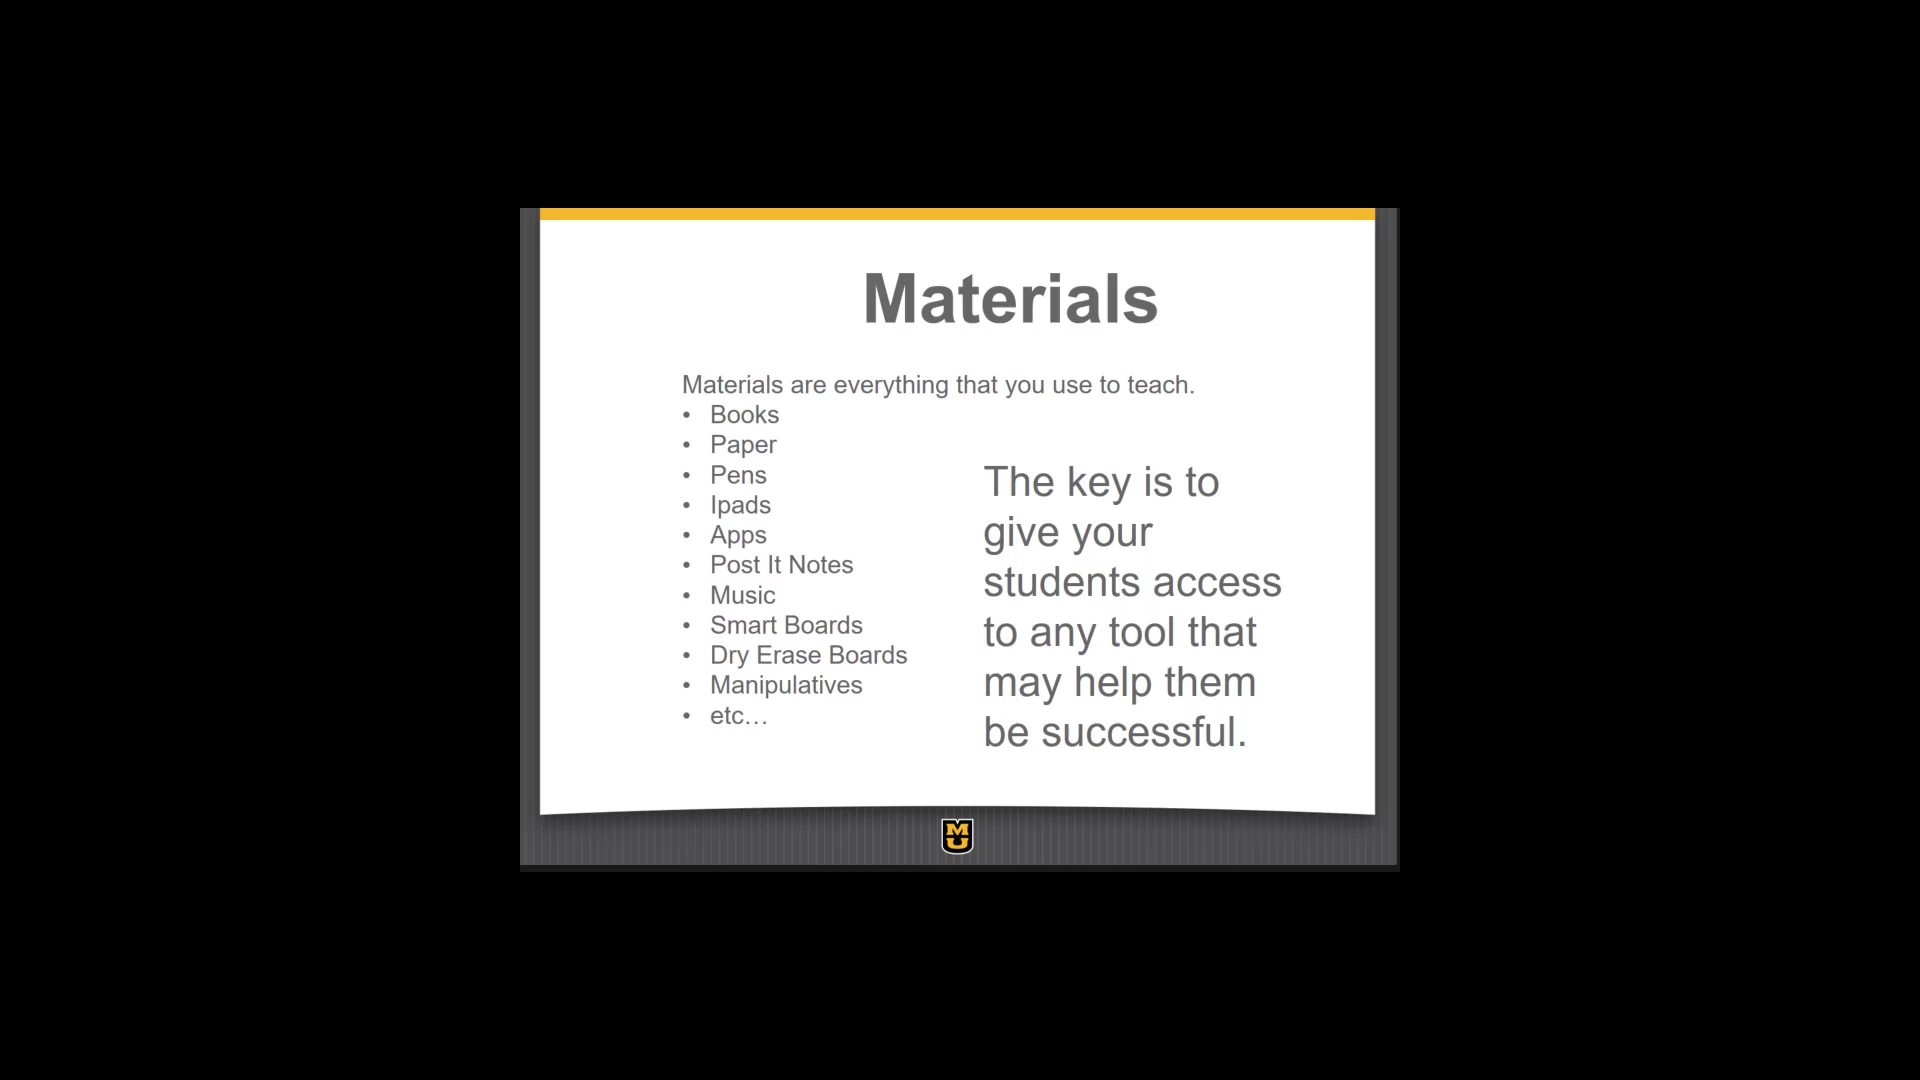 Materials
Materials are everything that you use to teach.
• Books
• Paper
• Pens
• Ipads
• Apps
• Post It Notes
• Music
• Smart Boards
• Dry Erase Boards
• Manipulatives
• etc…
The key is to
give your
students access
to any tool that
may help them
be successful.
MU